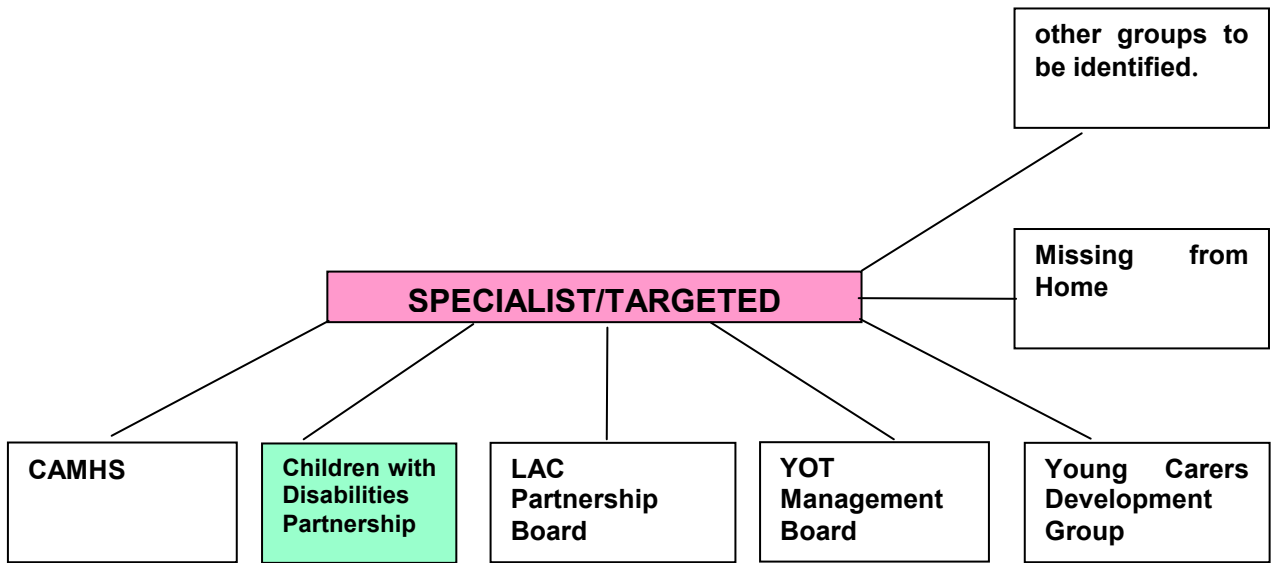 other groups to
be identified.
Missing from
Home
SPECIALIST/TARGETED
CAMHS
Children with
Disabilities
Partnership
LAC
Partnership
Board
YOT
Management
Board
Young Carers
Development
Group